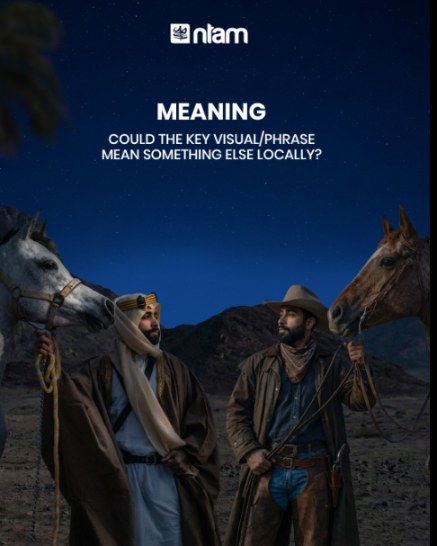 ntam
MEANING
COULD THE KEY VISUAL/PHRASE
MEAN SOMETHING ELSE LOCALLY?